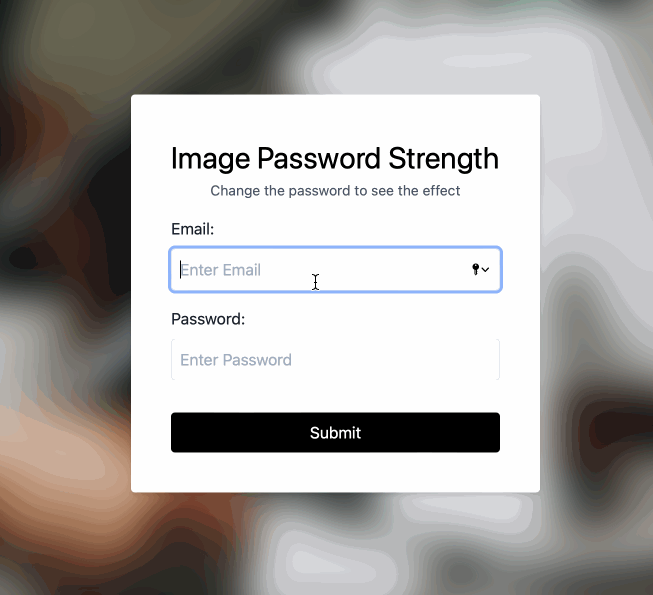 Image Password Strength
Change the password to see the effect
Email:
Enter Email
Password:
Enter Password
Submit